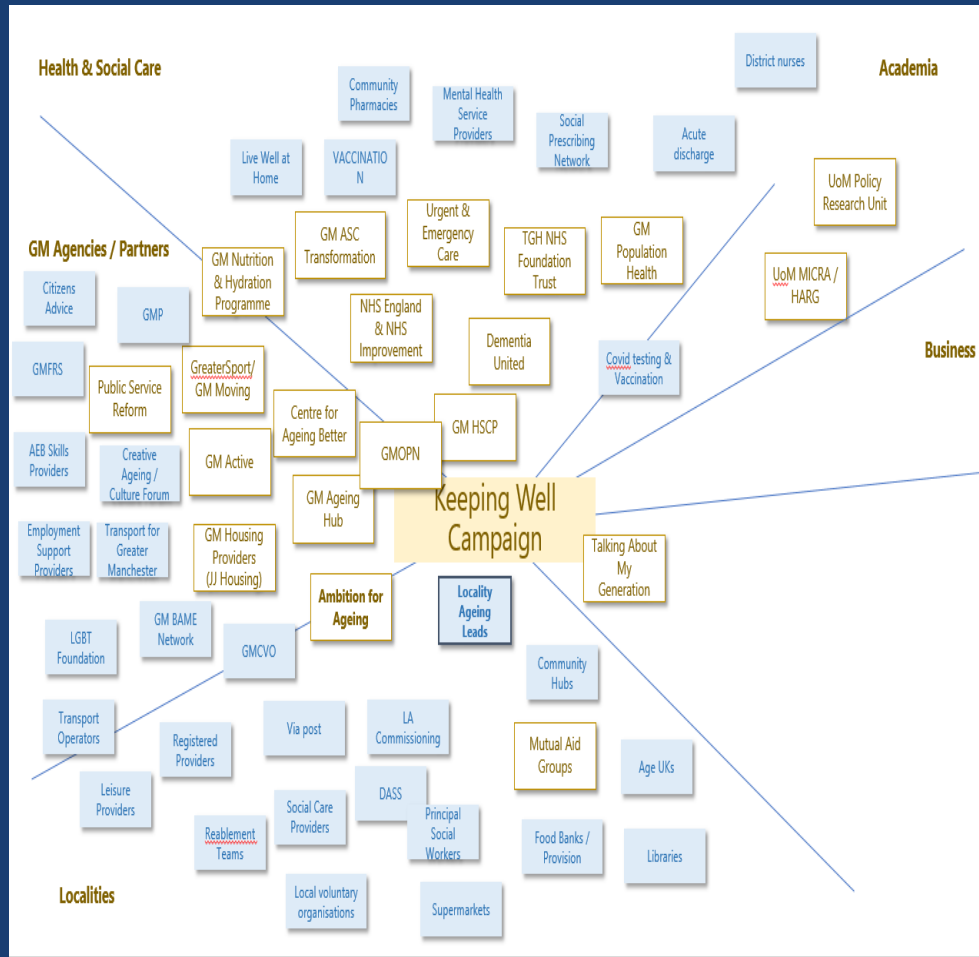 Health & Social Care
Academia
District nurses
Community
Pharmacies
Mental Health
Service
Providers
Social
Prescribing
Network
Acute
discharge
Live Well at
Home
VACCINATIO
N
UoM Policy
Research Unit
GM Agencies / Partners
GM Nutrition
& Hydration
Programme
GM ASC
Transformation
Urgent &
Emergency
Care
TGH NHS
Foundation
Trust
GM
Population
Health
UoM MICRA /
HARG
Citizens
Advice
GMP
NHS England
& NHS
Improvement
Dementia
United
Covid testing &
Vaccination
Business
GMFRS
Public Service
Reform
GreaterSport/
GM Moving
Centre for
Ageing Better
GMOPN
GM HSCP
AEB Skills
Providers
Creative
Ageing /
Culture Forum
GM Active
GM Ageing
Hub
Keeping Well
Campaign
Employment
Support
Providers
Transport for
Greater
Manchester
GM Housing
Providers
(JJ Housing)
Talking About
My
Generation
Ambition for
Ageing
Locality
Ageing
Leads
LGBT
Foundation
GM BAME
Network
GMCVO
Community
Hubs
Transport
Operators
Registered
Providers
Via post
LA
Commissioning
Mutual Aid
Groups
Age UKs
Leisure
Providers
Reablement
Teams
Social Care
Providers
DASS
Principal
Social
Workers
Food Banks /
Provision
Libraries
Localities
Local voluntary
organisations
Supermarkets